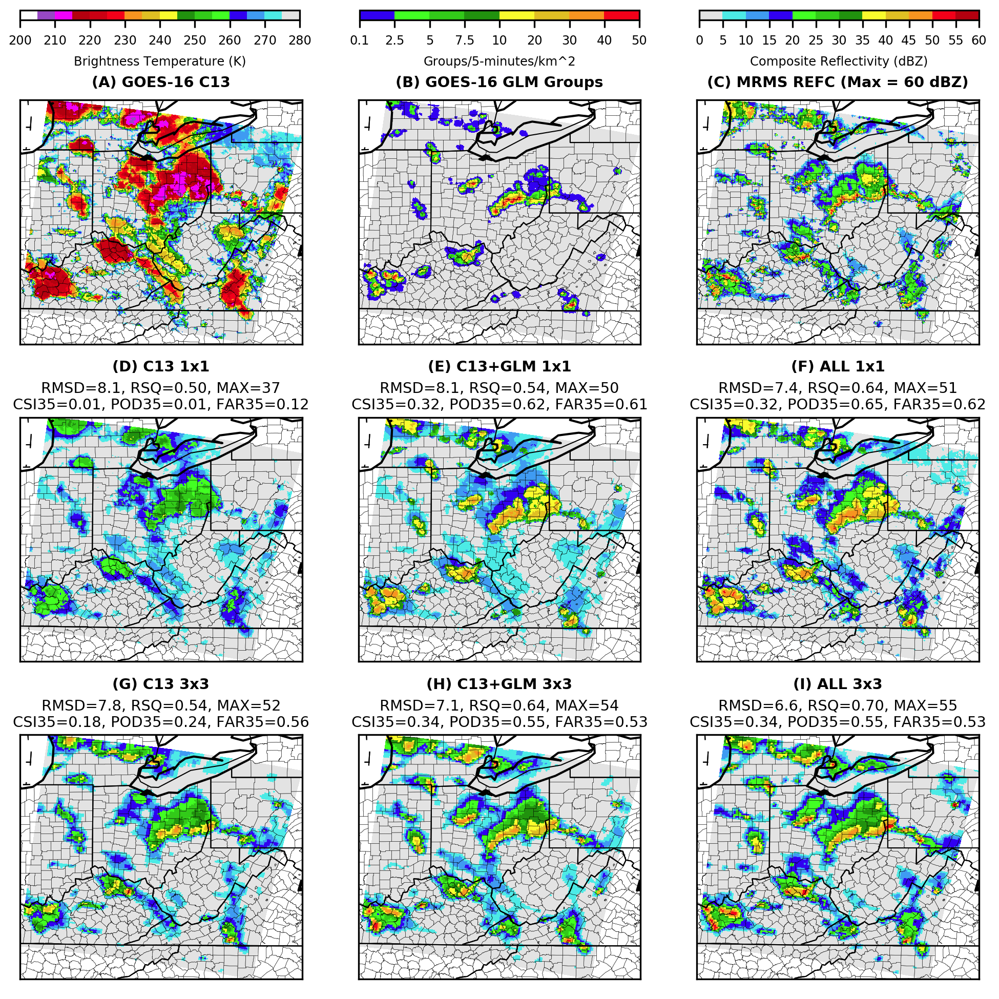 200 210 220 230 240 250 260 270 280
Brightness Temperature (K)
(A) GOES-16 C13
0.1 2.5 5 7.5 10 20 30 40 50
Groups/5-minutes/km^2
(B) GOES-16 GLM Groups
0 5 10 15 20 25 30 35 40 45 50 55 60
Composite Reflectivity (dBZ)
(C) MRMS REFC (Max = 60 dBZ)
(D) C13 1x1
RMSD=8.1, RSQ=0.50, MAX=37
CSI35=0.01, POD35=0.01, FAR35=0.12
(E) C13+GLM 1x1
RMSD=8.1, RSQ=0.54, MAX=50
CSI35=0.32, POD35=0.62, FAR35=0.61
(F) ALL 1x1
RMSD=7.4, RSQ=0.64, MAX=51
CSI35=0.32, POD35=0.65, FAR35=0.62
(G) C13 3x3
RMSD=7.8, RSQ=0.54, MAX=52
CSI35=0.18, POD35=0.24, FAR35=0.56
(H) C13+GLM 3x3
RMSD=7.1, RSQ=0.64, MAX=54
CSI35=0.34, POD35=0.55, FAR35=0.53
(I) ALL 3x3
RMSD=6.6, RSQ=0.70, MAX=55
CSI35=0.34, POD35=0.55, FAR35=0.53